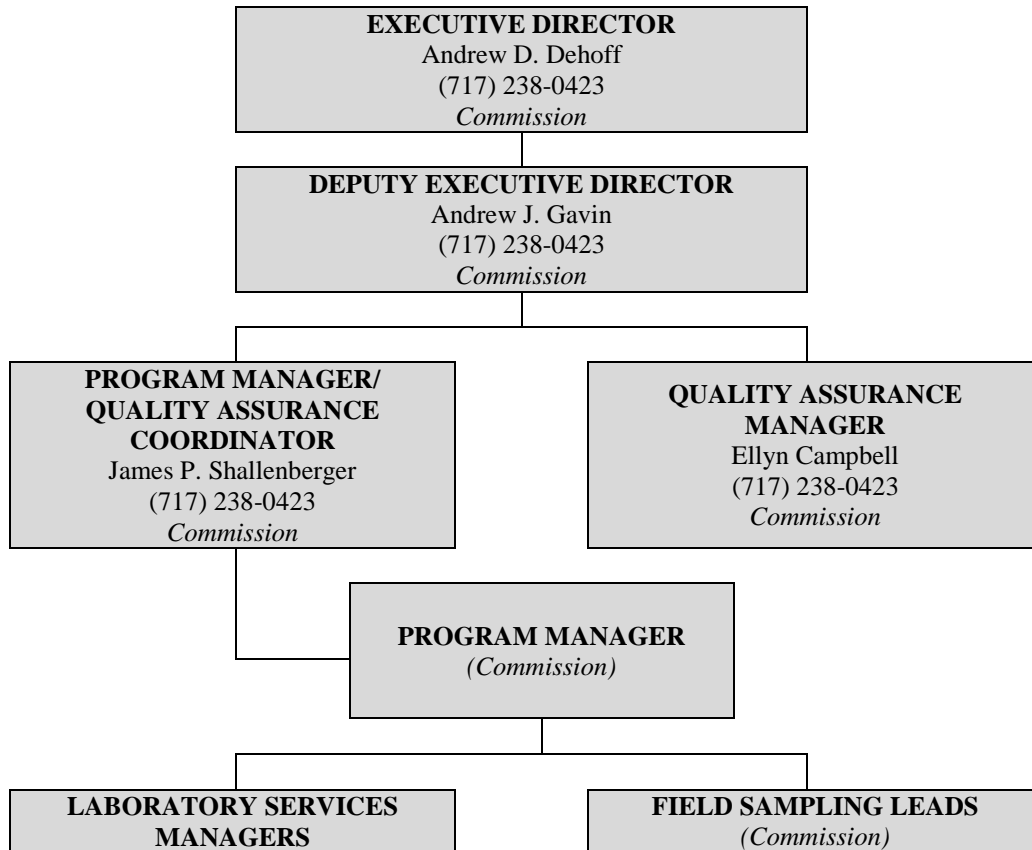 EXECUTIVE DIRECTOR
Andrew D. Dehoff
(717) 238-0423
Commission
DEPUTY EXECUTIVE DIRECTOR
Andrew J. Gavin
(717) 238-0423
Commission
PROGRAM MANAGER/
QUALITY ASSURANCE
COORDINATOR
James P. Shallenberger
(717) 238-0423
Commission
QUALITY ASSURANCE
MANAGER
Ellyn Campbell
(717) 238-0423
Commission
PROGRAM MANAGER
(Commission)
LABORATORY SERVICES
MANAGERS
FIELD SAMPLING LEADS
(Commission)